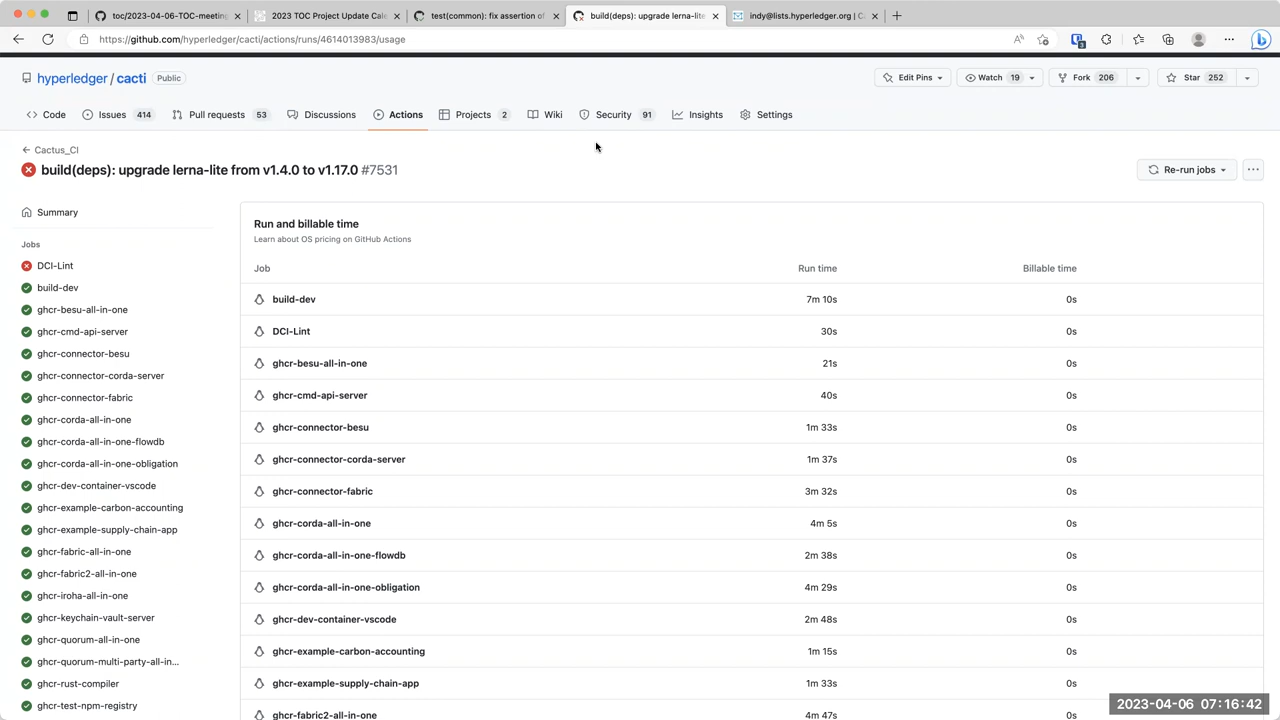 toc/2023-04-06-TOC-meeting
2023 TOC Project Update Cale
test(common): fix assertion of
build(deps): upgrade lerna-lite
indy@lists.hyperledger.org | C
https://github.com/hyperledger/cacti/actions/runs/4614013983/usage
hyperledger / cacti Public
Edit Pins
Watch 19
Fork 206
Star 252
Code
Issues 414
Pull requests 53
Discussions
Actions
Projects 2
Wiki
Security 91
Insights
Settings
← Cactus_CI
build(deps): upgrade lerna-lite from v1.4.0 to v1.17.0 #7531
Re-run jobs
Summary
Jobs
DCI-Lint
build-dev
ghcr-besu-all-in-one
ghcr-cmd-api-server
ghcr-connector-besu
ghcr-connector-corda-server
ghcr-connector-fabric
ghcr-corda-all-in-one
ghcr-corda-all-in-one-flowdb
ghcr-corda-all-in-one-obligation
ghcr-dev-container-vscode
ghcr-example-carbon-accounting
ghcr-example-supply-chain-app
ghcr-fabric-all-in-one
ghcr-fabric2-all-in-one
ghcr-iroha-all-in-one
ghcr-keychain-vault-server
ghcr-quorum-all-in-one
ghcr-quorum-multi-party-all-in...
ghcr-rust-compiler
ghcr-test-npm-registry
Run and billable time
Learn about OS pricing on GitHub Actions
Job Run time Billable time
build-dev 7m 10s 0s
DCI-Lint 30s 0s
ghcr-besu-all-in-one 21s 0s
ghcr-cmd-api-server 40s 0s
ghcr-connector-besu 1m 33s 0s
ghcr-connector-corda-server 1m 37s 0s
ghcr-connector-fabric 3m 32s 0s
ghcr-corda-all-in-one 4m 5s 0s
ghcr-corda-all-in-one-flowdb 2m 38s 0s
ghcr-corda-all-in-one-obligation 4m 29s 0s
ghcr-dev-container-vscode 2m 48s 0s
ghcr-example-carbon-accounting 1m 15s 0s
ghcr-example-supply-chain-app 1m 33s 0s
ghcr-fabric2-all-in-one 4m 47s 0s
2023-04-06 07:16:42